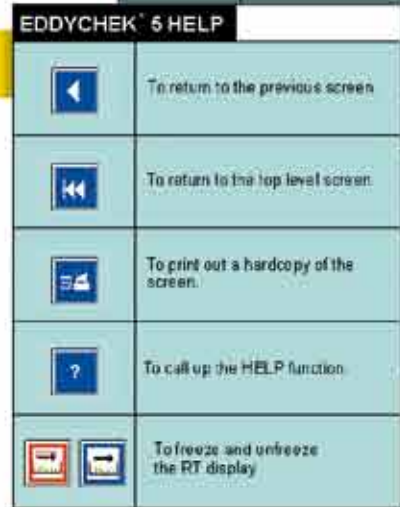 EDDYCHEK® 5 HELP
To return to the previous screen
To return to the top level screen
To print out a hardcopy of the
screen.
? To call up the HELP function
To freeze and unfreeze
the RT display